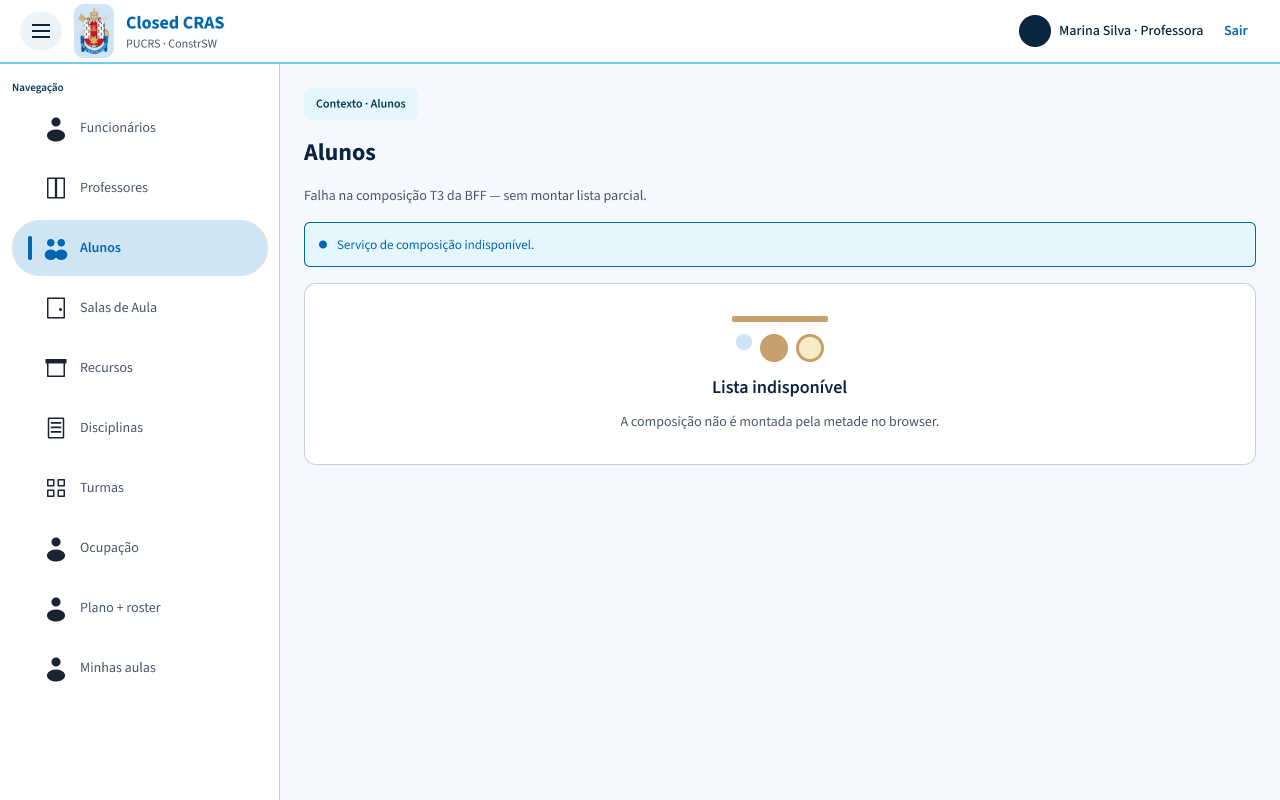 Closed CRAS
PUCRS · ConstrSW
Marina Silva · Professora
Sair
Navegação
Funcionários
Professores
Alunos
Salas de Aula
Recursos
Disciplinas
Turmas
Ocupação
Plano + roster
Minhas aulas
Contexto · Alunos
Alunos
Falha na composição T3 da BFF — sem montar lista parcial.
Serviço de composição indisponível.
Lista indisponível
A composição não é montada pela metade no browser.